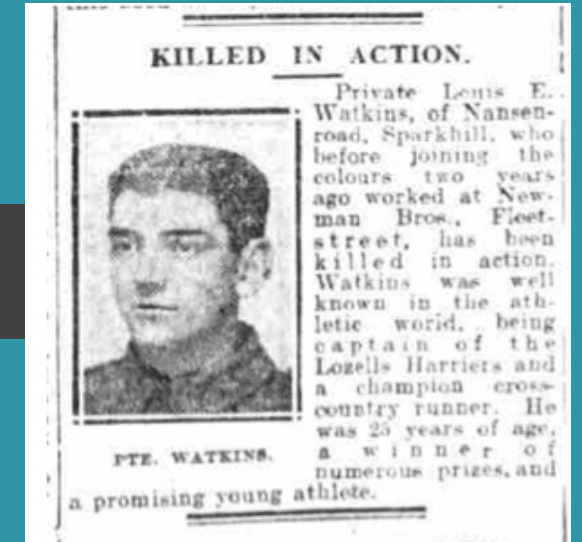 KILLED IN ACTION.
Private Louis E.
Watkins, of Nansen-
road, Sparkhill, who
before joining the
colours two years
ago worked at New-
man Bros., Fleet-
street, has been
killed in action.
Watkins was well
known in the ath-
letic world, being
captain of the
Lozells Harriers and
a champion cross-
country runner. He
was 25 years of age,
a winner of
numerous prizes, and
a promising young athlete.
PTE. WATKINS.